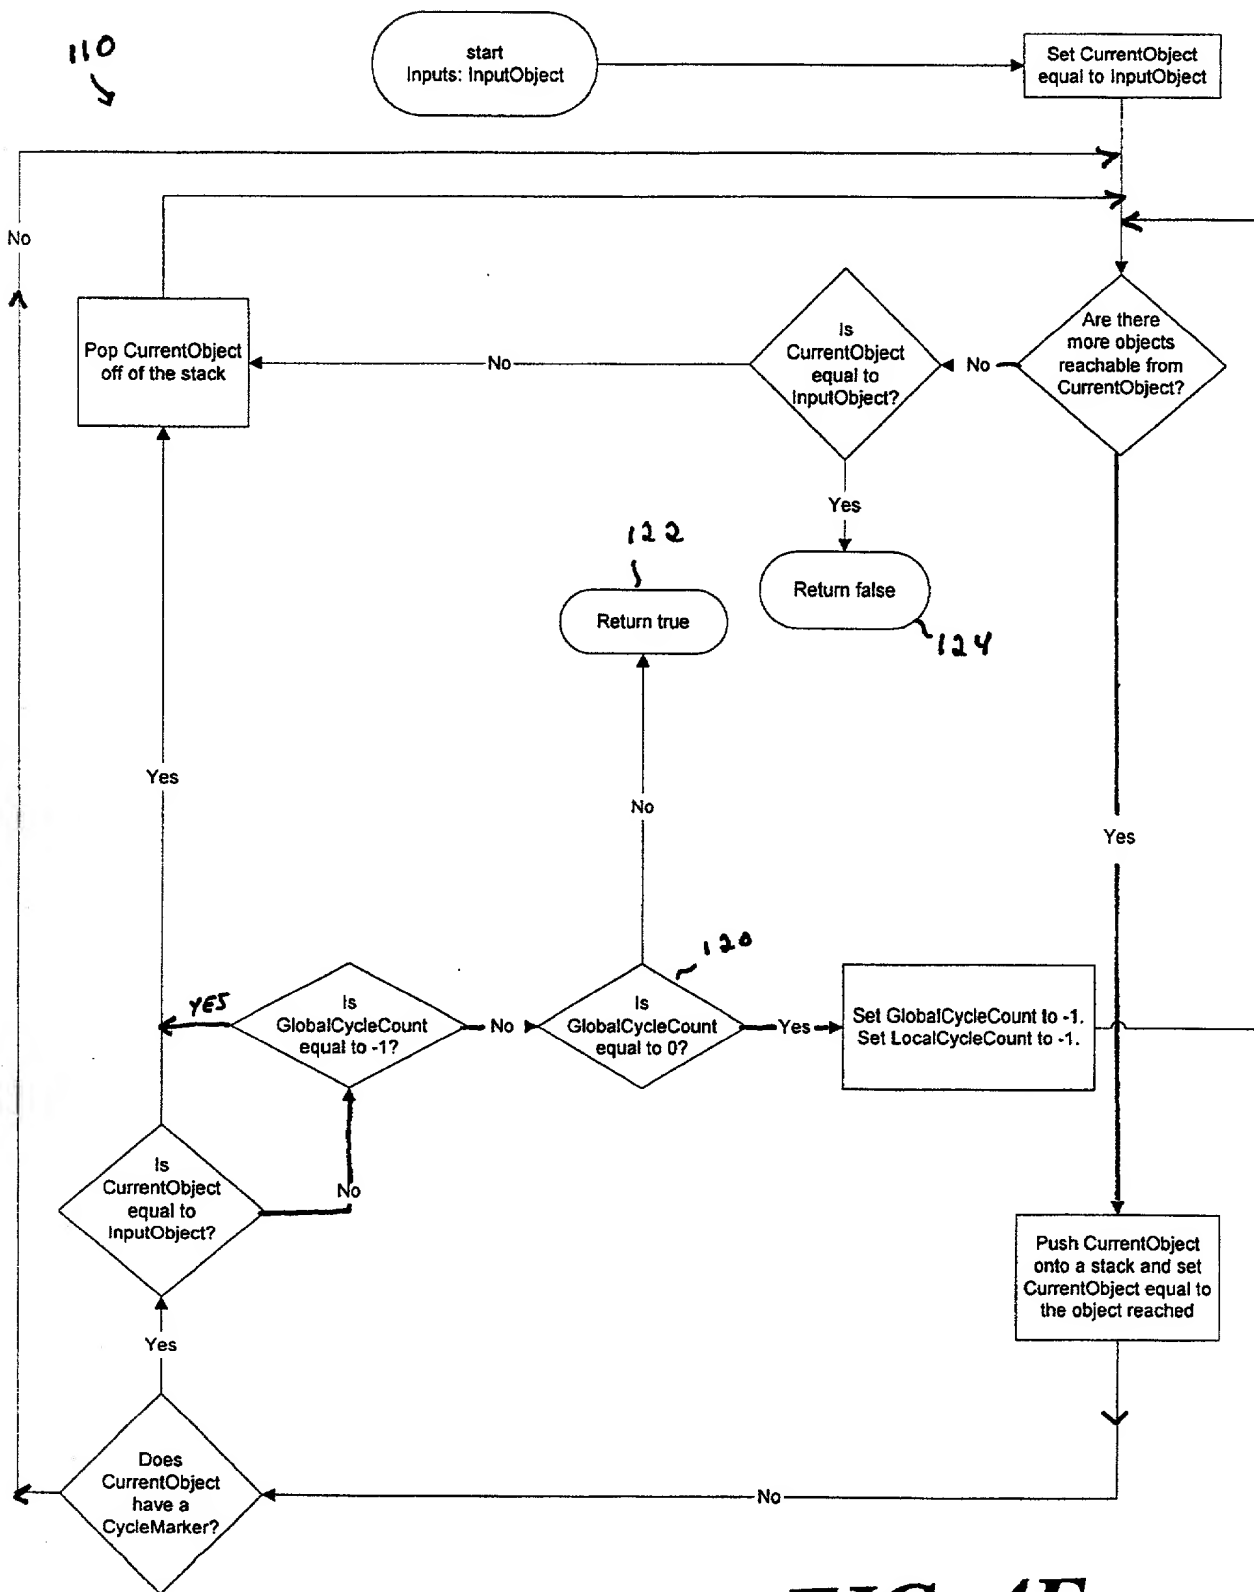 110
start
Inputs: InputObject
Set CurrentObject
equal to InputObject
No
Pop CurrentObject
off of the stack
No
Is
CurrentObject
equal to
InputObject?
No
Are there
more objects
reachable from
CurrentObject?
Yes
122
Return true
Return false
124
Yes
No
Yes
120
YES
Is
GlobalCycleCount
equal to -1?
No
Is
GlobalCycleCount
equal to 0?
Yes
Set GlobalCycleCount to -1.
Set LocalCycleCount to -1.
Is
CurrentObject
equal to
InputObject?
No
Push CurrentObject
onto a stack and set
CurrentObject equal to
the object reached
Yes
Does
CurrentObject
have a
CycleMarker?
No
FIG. 4E